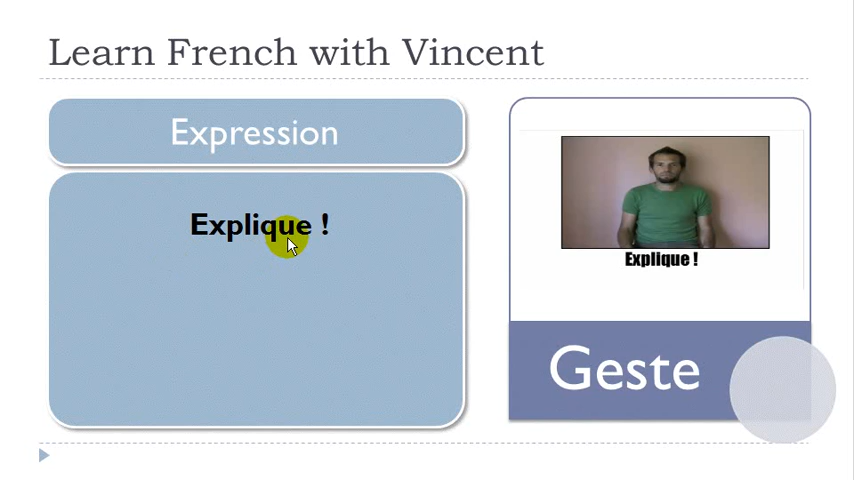 Learn French with Vincent
Expression
Explique !
Explique !
Geste